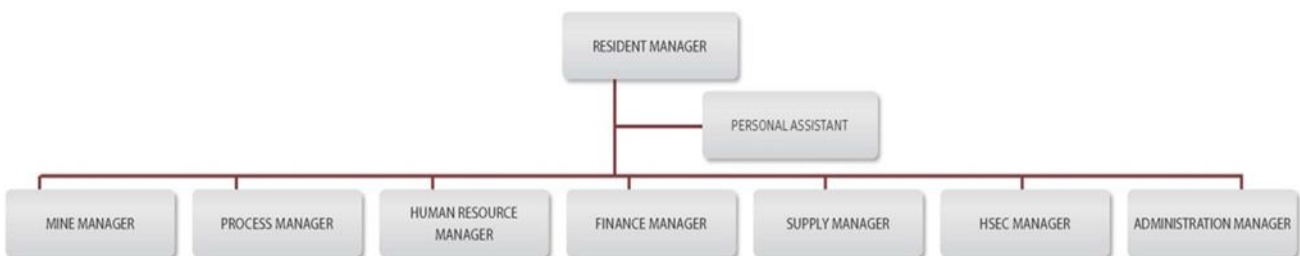 RESIDENT MANAGER
PERSONAL ASSISTANT
MINE MANAGER
PROCESS MANAGER
HUMAN RESOURCE
MANAGER
FINANCE MANAGER
SUPPLY MANAGER
HSEC MANAGER
ADMINISTRATION MANAGER